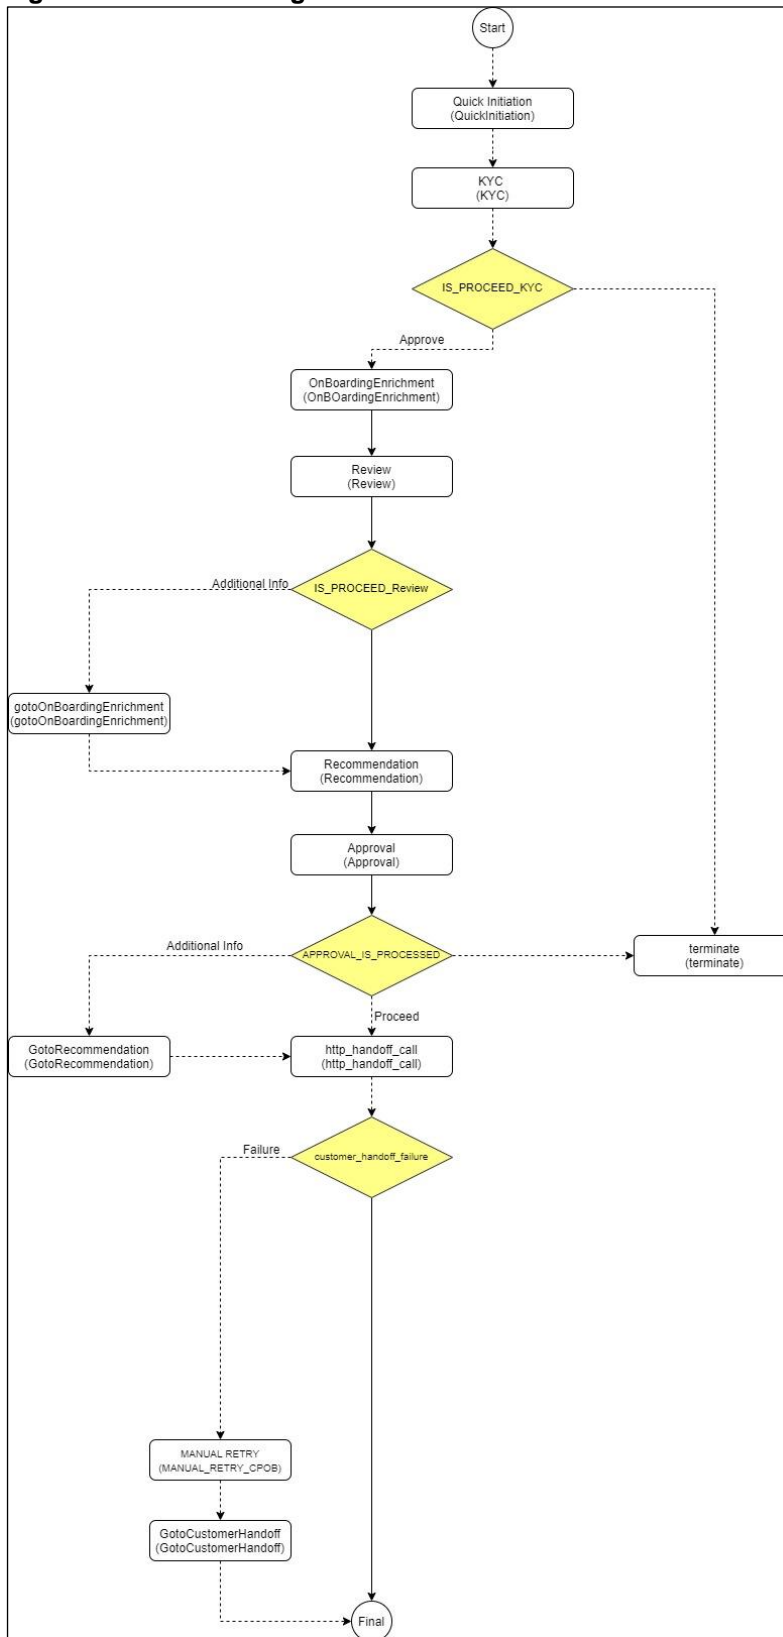 Start
Quick Initiation
(QuickInitiation)
KYC
(KYC)
IS_PROCEED_KYC
Approve
OnBoardingEnrichment
(OnBOardingEnrichment)
Review
(Review)
Additional Info
IS_PROCEED_Review
gotoOnBoardingEnrichment
(gotoOnBoardingEnrichment)
Recommendation
(Recommendation)
Approval
(Approval)
Additional Info
APPROVAL_IS_PROCESSED
terminate
(terminate)
Proceed
GotoRecommendation
(GotoRecommendation)
http_handoff_call
(http_handoff_call)
Failure
customer_handoff_failure
MANUAL RETRY
(MANUAL_RETRY_CPOB)
GotoCustomerHandoff
(GotoCustomerHandoff)
Final